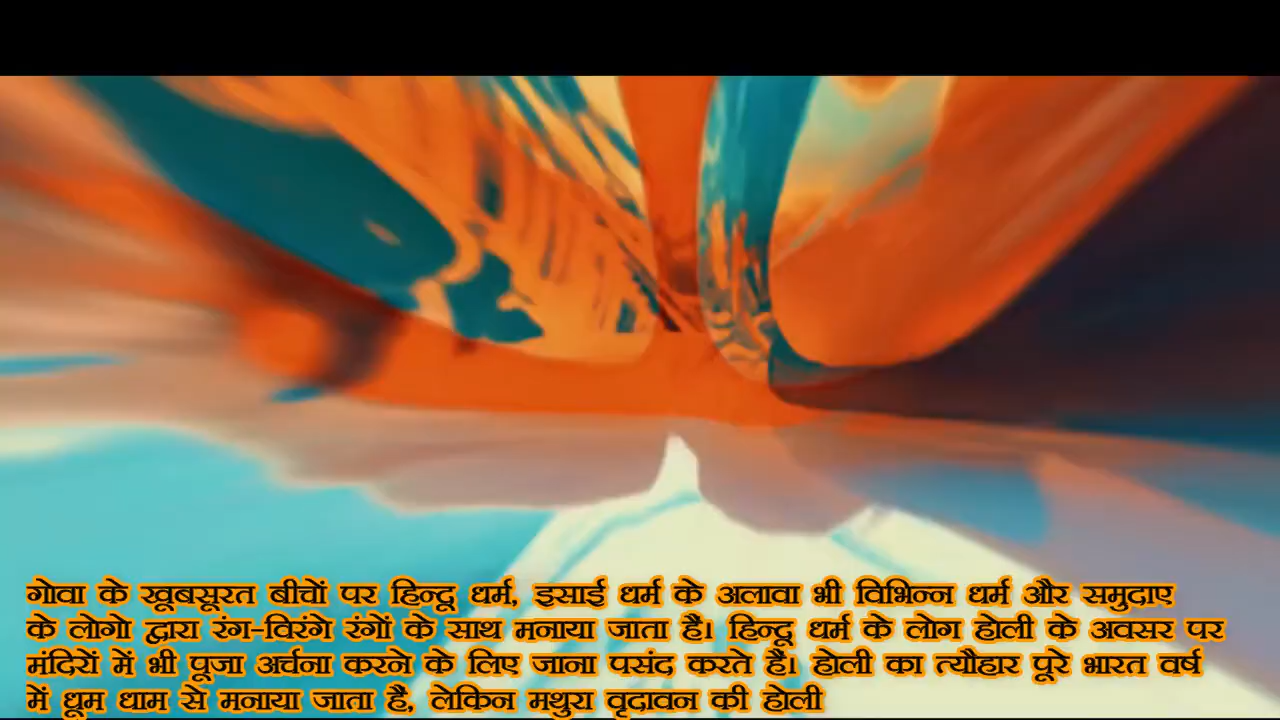 गोवा के खूबसूरत बीचों पर हिन्दू धर्म, इसाई धर्म के अलावा भी विभिन्न धर्म और समुदाए
के लोगो द्वारा रंग-विरंगे रंगों के साथ मनाया जाता है। हिन्दू धर्म के लोग होली के अवसर पर
मंदिरों में भी पूजा अर्चना करने के लिए जाना पसंद करते हैं। होली का त्यौहार पूरे भारत वर्ष
में धूम धाम से मनाया जाता है, लेकिन मथुरा वृदावन की होली